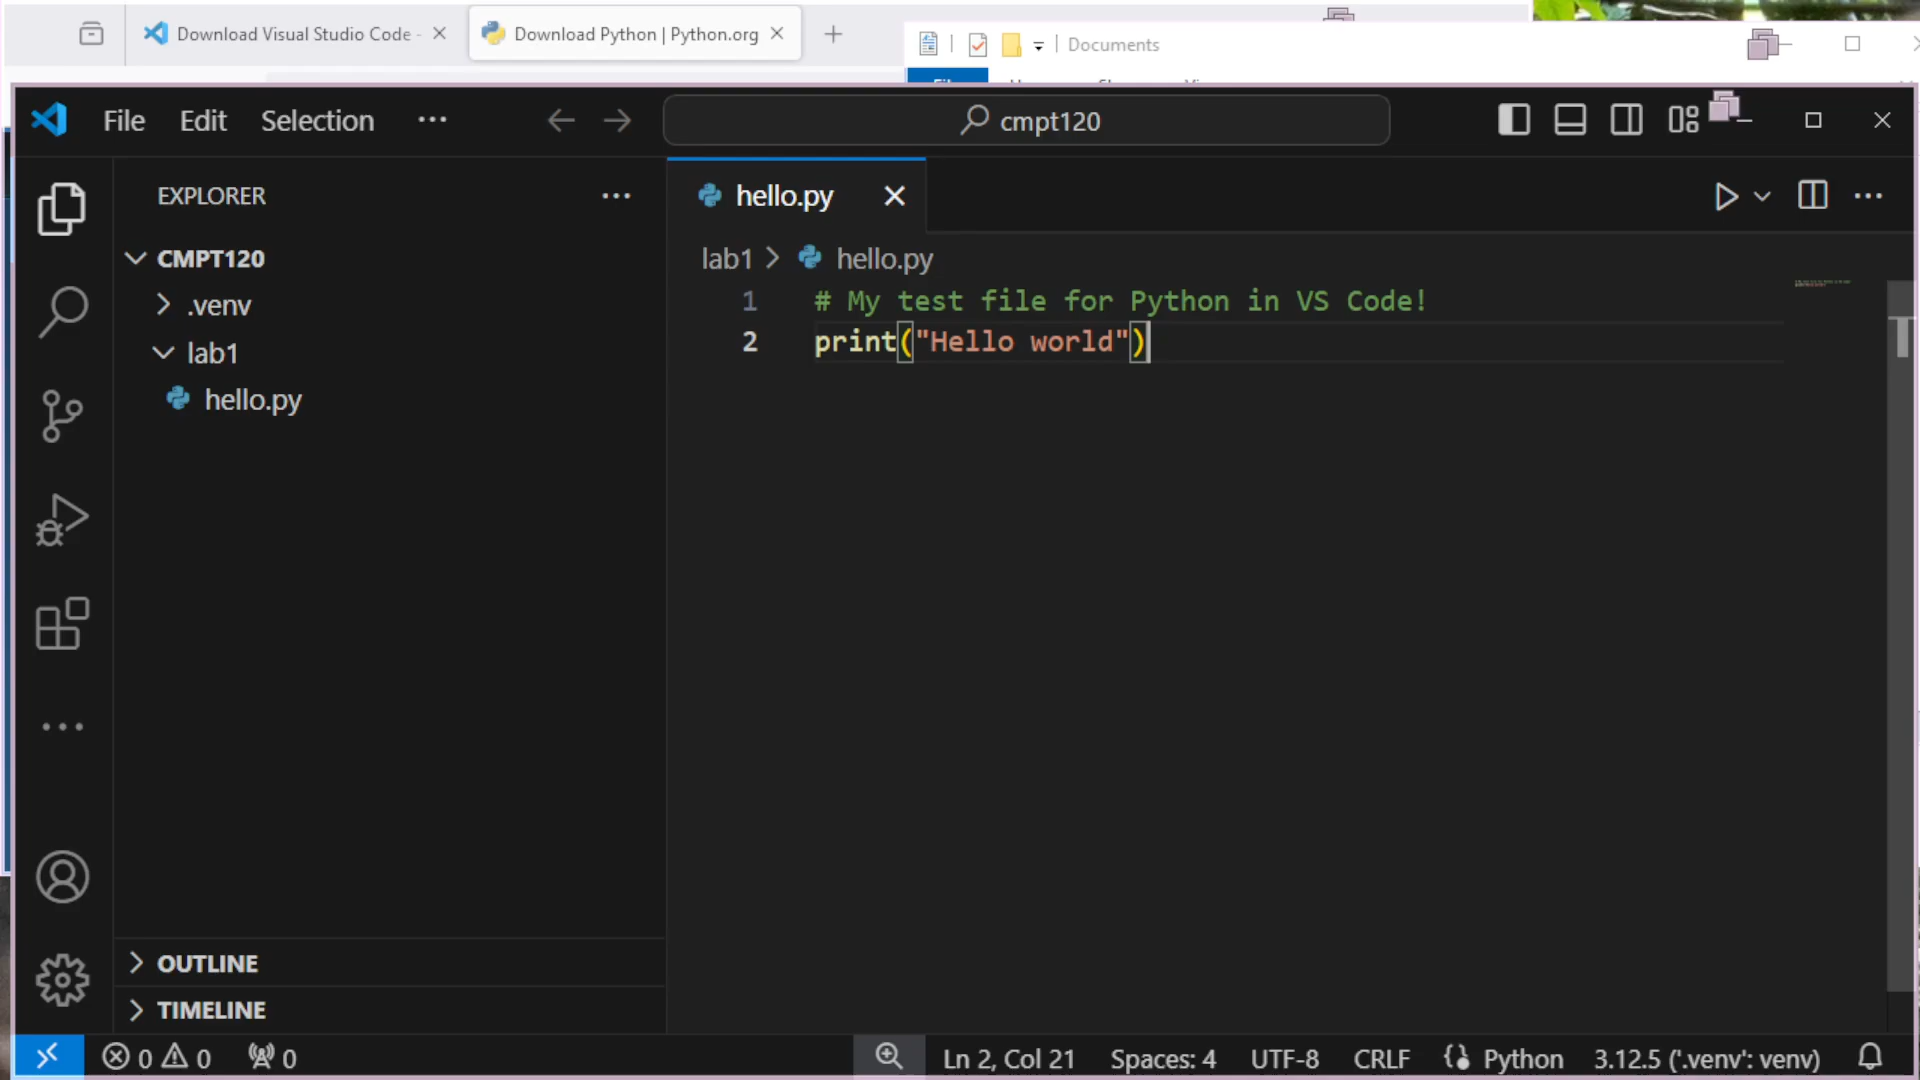 Download Visual Studio Code -
Download Python | Python.org
Documents
File Edit Selection ...
cmpt120
EXPLORER
CMPT120
.venv
lab1
hello.py
OUTLINE
TIMELINE
hello.py
lab1 > hello.py
1 # My test file for Python in VS Code!
2 print("Hello world")
0 0 0
Ln 2, Col 21 Spaces: 4 UTF-8 CRLF Python 3.12.5 ('.venv': venv)